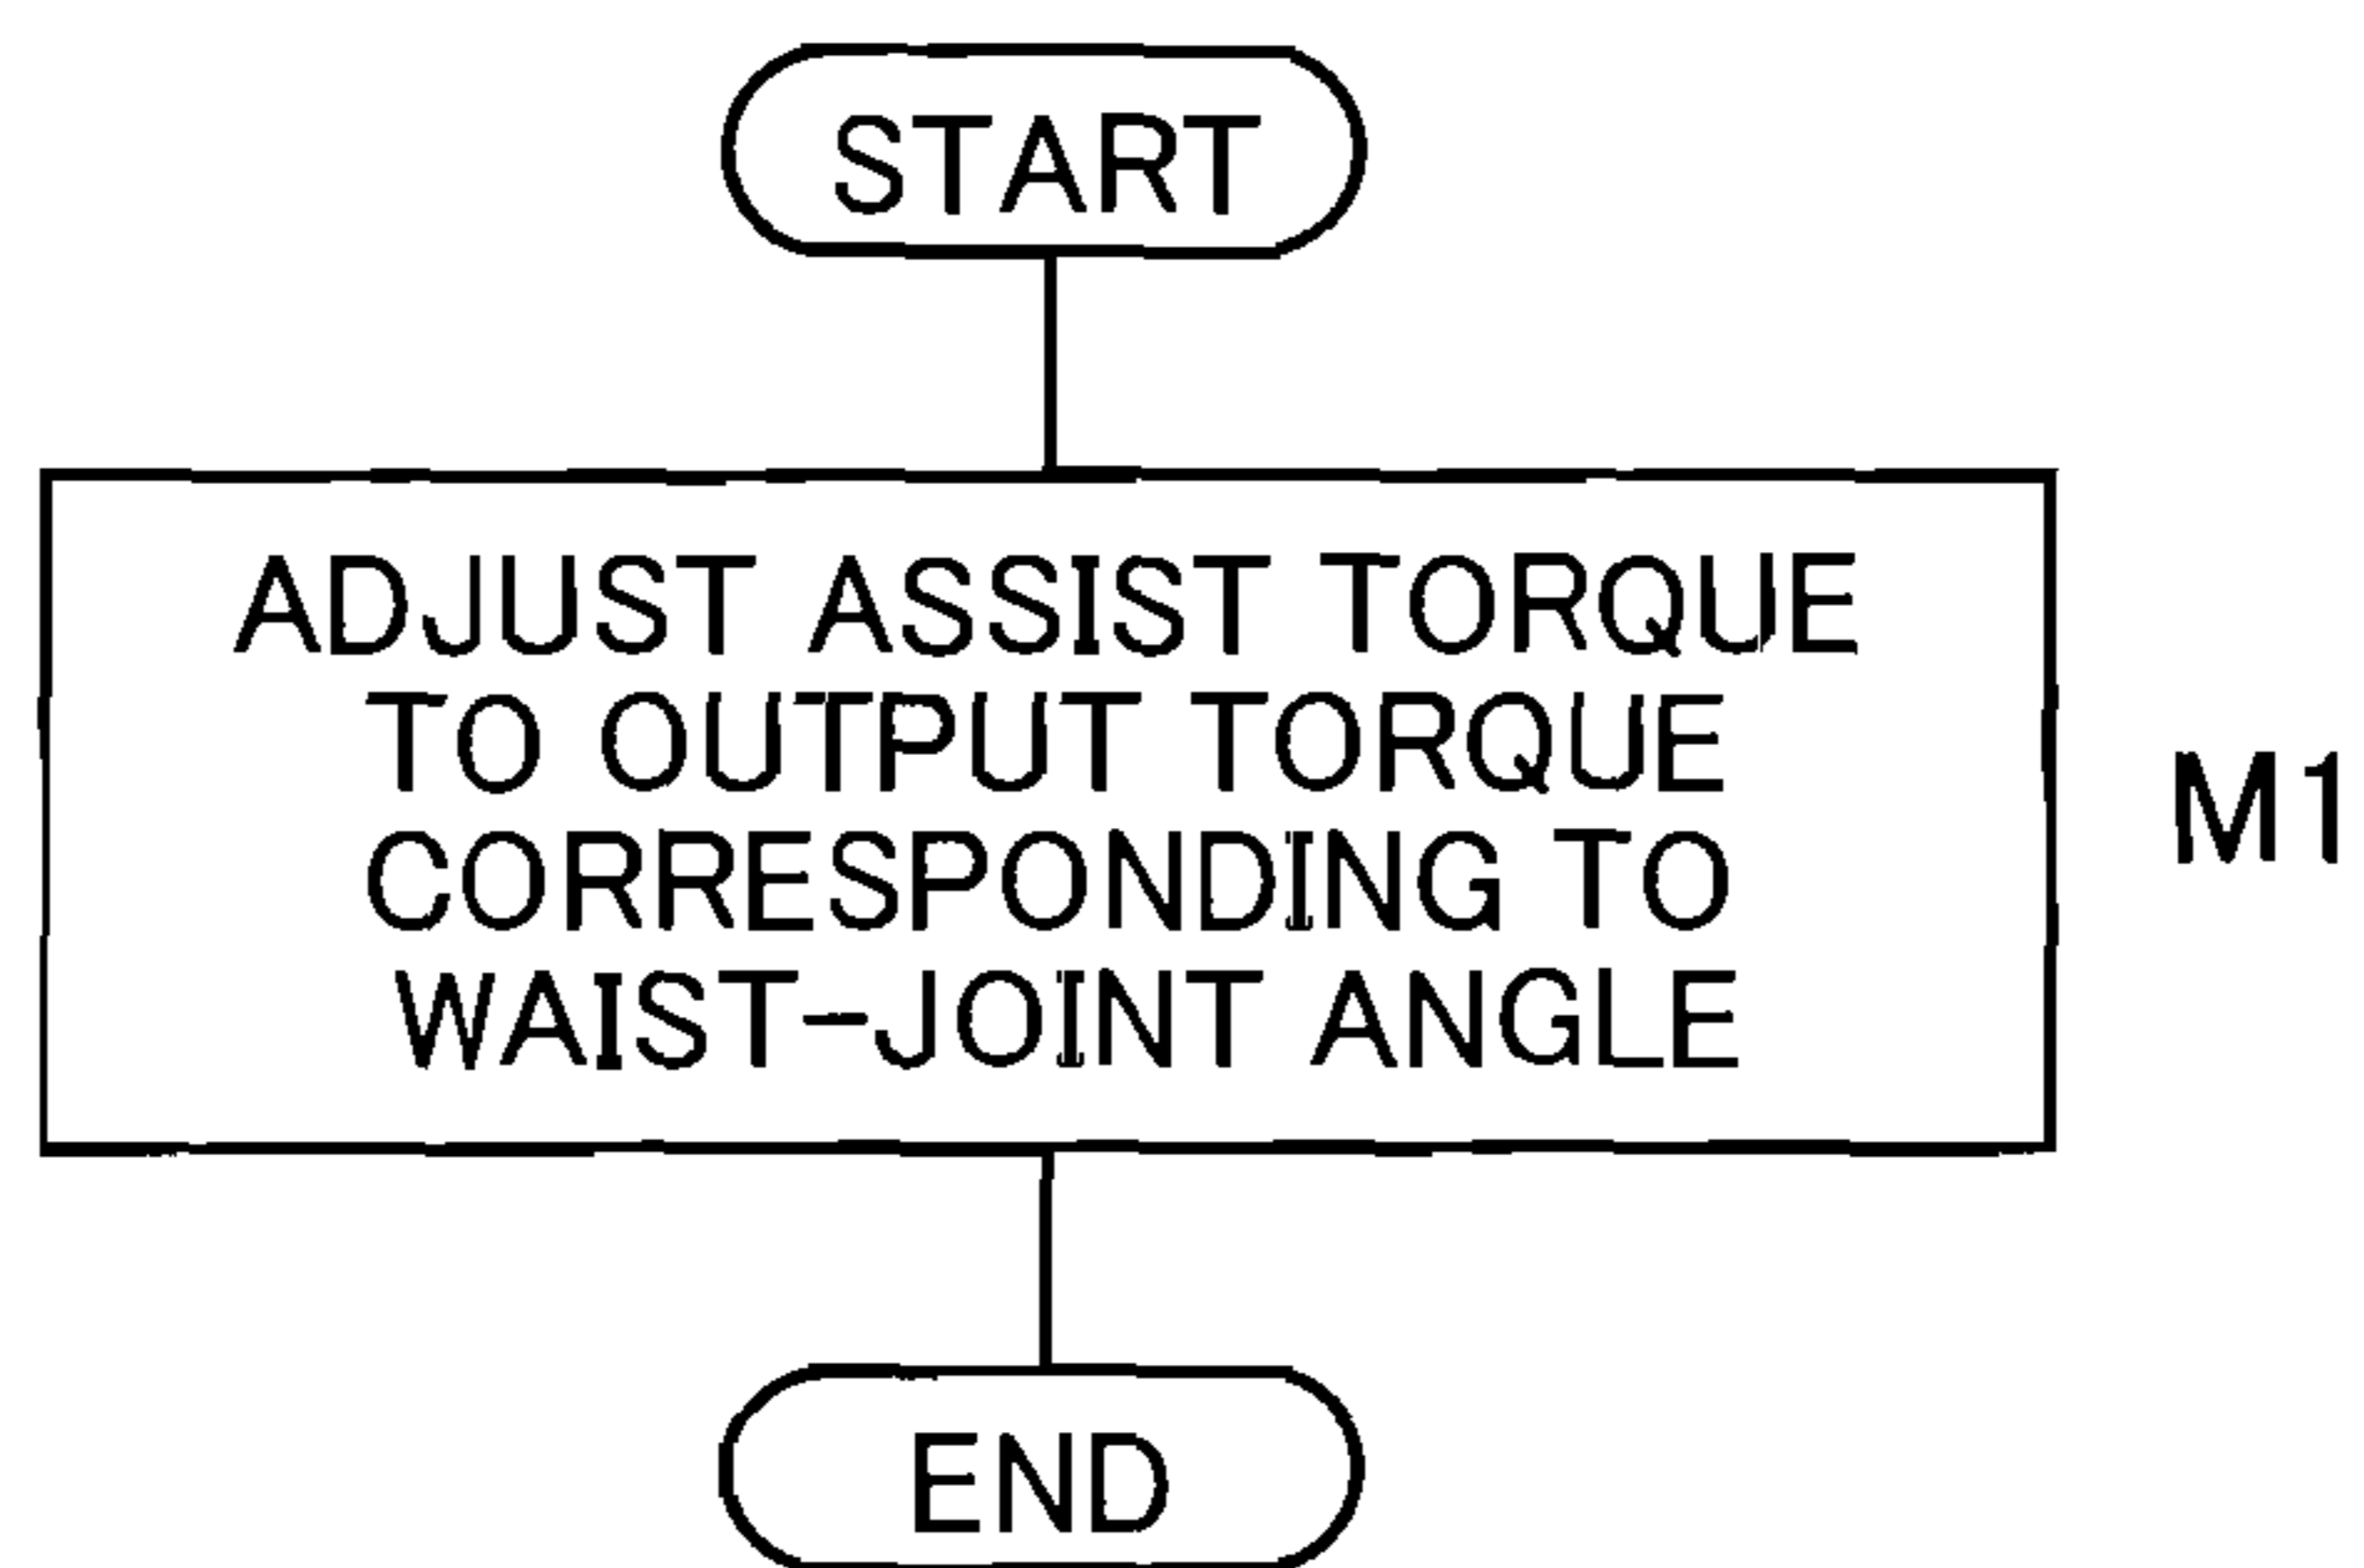 START
ADJUST ASSIST TORQUE
TO OUTPUT TORQUE
CORRESPONDING TO
WAIST-JOINT ANGLE
M1
END